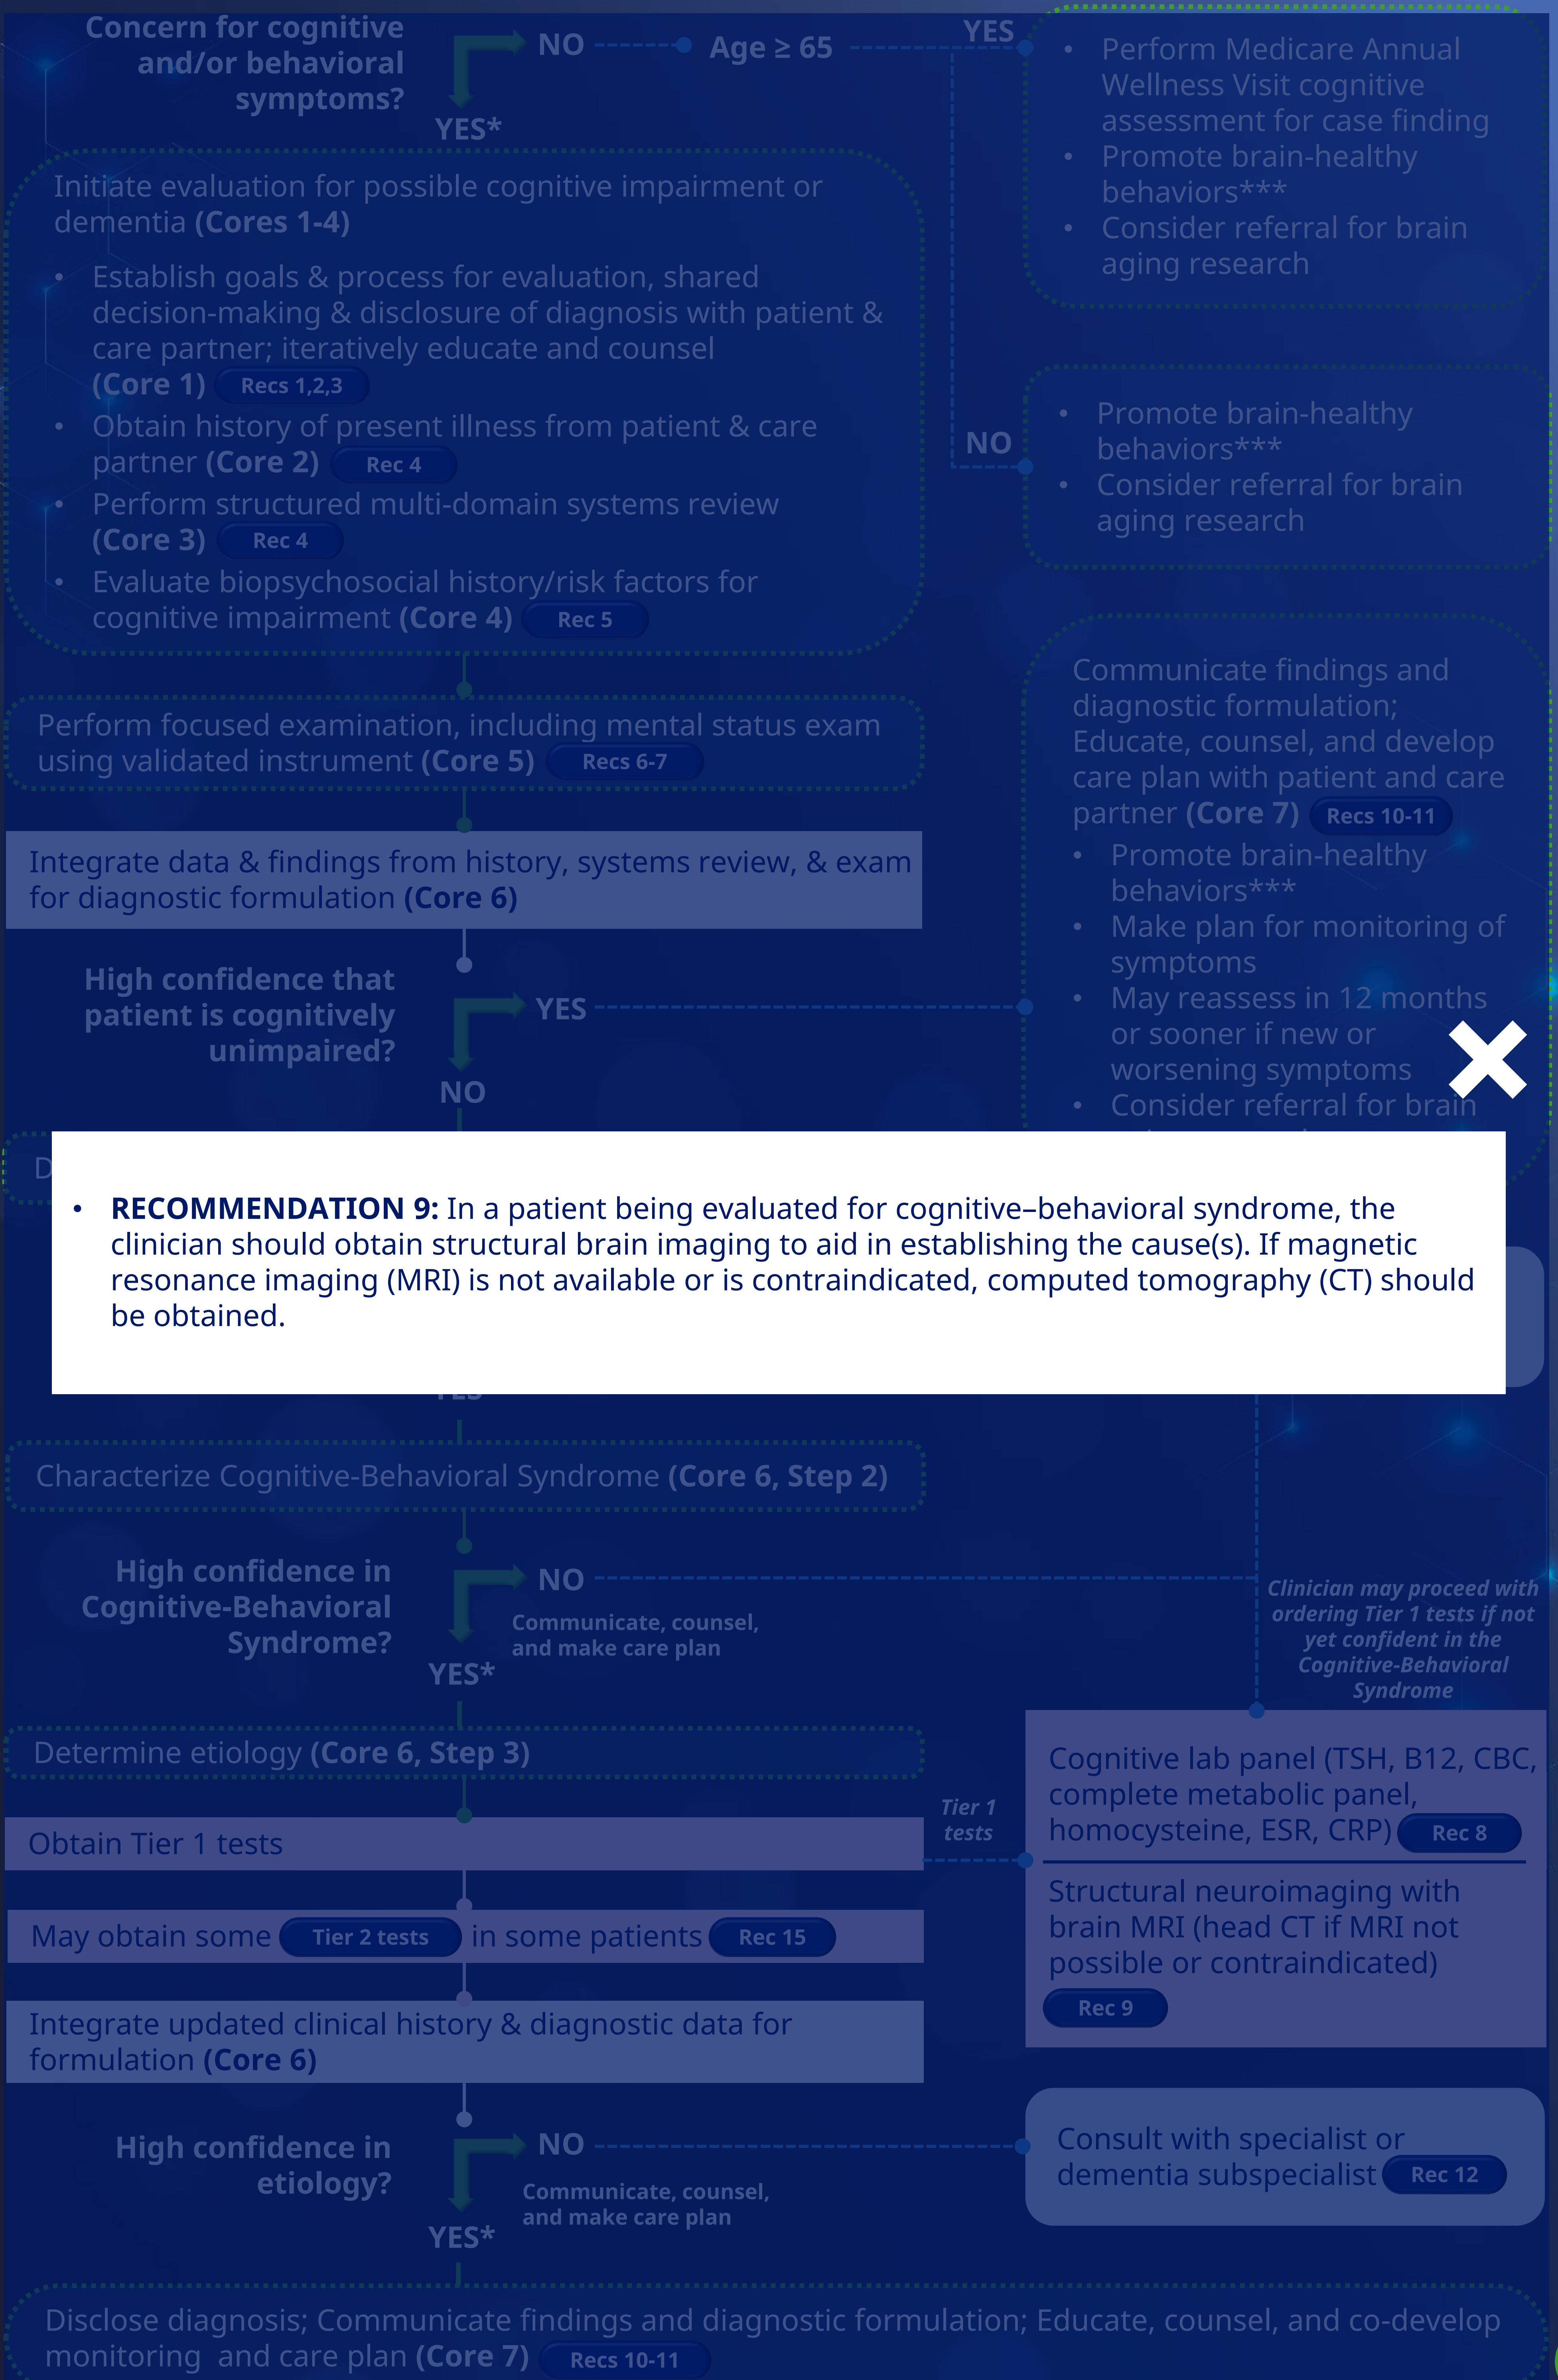 Concern for cognitive
and/or behavioral
symptoms?
NO
Age ≥ 65
YES
YES*
• Perform Medicare Annual
Wellness Visit cognitive
assessment for case finding
• Promote brain-healthy
behaviors***
• Consider referral for brain
aging research
Initiate evaluation for possible cognitive impairment or
dementia (Cores 1-4)
• Establish goals & process for evaluation, shared
decision-making & disclosure of diagnosis with patient &
care partner; iteratively educate and counsel
(Core 1) Recs 1,2,3
• Obtain history of present illness from patient & care
partner (Core 2) Rec 4
• Perform structured multi-domain systems review
(Core 3) Rec 4
• Evaluate biopsychosocial history/risk factors for
cognitive impairment (Core 4) Rec 5
NO
• Promote brain-healthy
behaviors***
• Consider referral for brain
aging research
Perform focused examination, including mental status exam
using validated instrument (Core 5) Recs 6-7
Integrate data & findings from history, systems review, & exam
for diagnostic formulation (Core 6)
High confidence that
patient is cognitively
unimpaired?
YES
NO
Communicate findings and
diagnostic formulation;
Educate, counsel, and develop
care plan with patient and care
partner (Core 7) Recs 10-11
• Promote brain-healthy
behaviors***
• Make plan for monitoring of
symptoms
• May reassess in 12 months
or sooner if new or
worsening symptoms
• Consider referral for brain
• RECOMMENDATION 9: In a patient being evaluated for cognitive–behavioral syndrome, the
clinician should obtain structural brain imaging to aid in establishing the cause(s). If magnetic
resonance imaging (MRI) is not available or is contraindicated, computed tomography (CT) should
be obtained.
YES
Characterize Cognitive-Behavioral Syndrome (Core 6, Step 2)
High confidence in
Cognitive-Behavioral
Syndrome?
NO
Communicate, counsel,
and make care plan
YES*
Clinician may proceed with
ordering Tier 1 tests if not
yet confident in the
Cognitive-Behavioral
Syndrome
Determine etiology (Core 6, Step 3)
Obtain Tier 1 tests
Tier 1
tests
Cognitive lab panel (TSH, B12, CBC,
complete metabolic panel,
homocysteine, ESR, CRP) Rec 8
Structural neuroimaging with
brain MRI (head CT if MRI not
possible or contraindicated)
Rec 9
May obtain some Tier 2 tests in some patients Rec 15
Integrate updated clinical history & diagnostic data for
formulation (Core 6)
High confidence in
etiology?
NO
Communicate, counsel,
and make care plan
YES*
Consult with specialist or
dementia subspecialist Rec 12
Disclose diagnosis; Communicate findings and diagnostic formulation; Educate, counsel, and co-develop
monitoring and care plan (Core 7) Recs 10-11